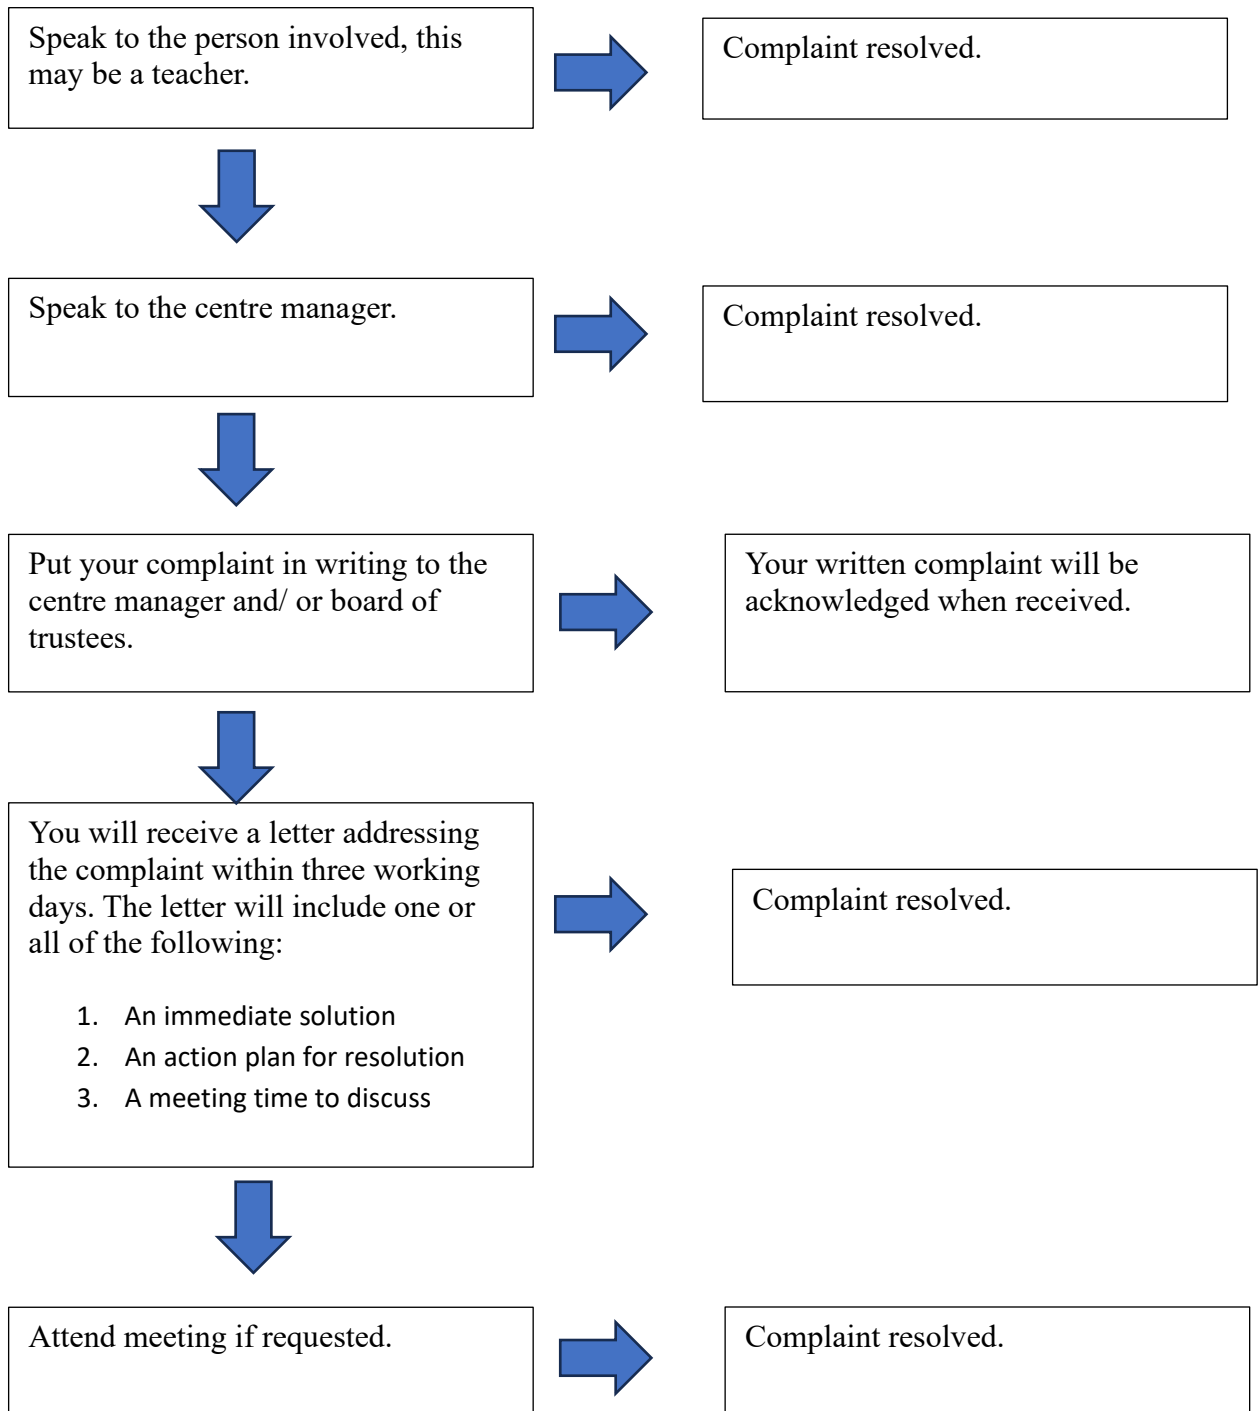 Speak to the person involved, this
may be a teacher.
Complaint resolved.
Speak to the centre manager.
Complaint resolved.
Put your complaint in writing to the
centre manager and/ or board of
trustees.
Your written complaint will be
acknowledged when received.
You will receive a letter addressing
the complaint within three working
days. The letter will include one or
all of the following:
1. An immediate solution
2. An action plan for resolution
3. A meeting time to discuss
Complaint resolved.
Attend meeting if requested.
Complaint resolved.